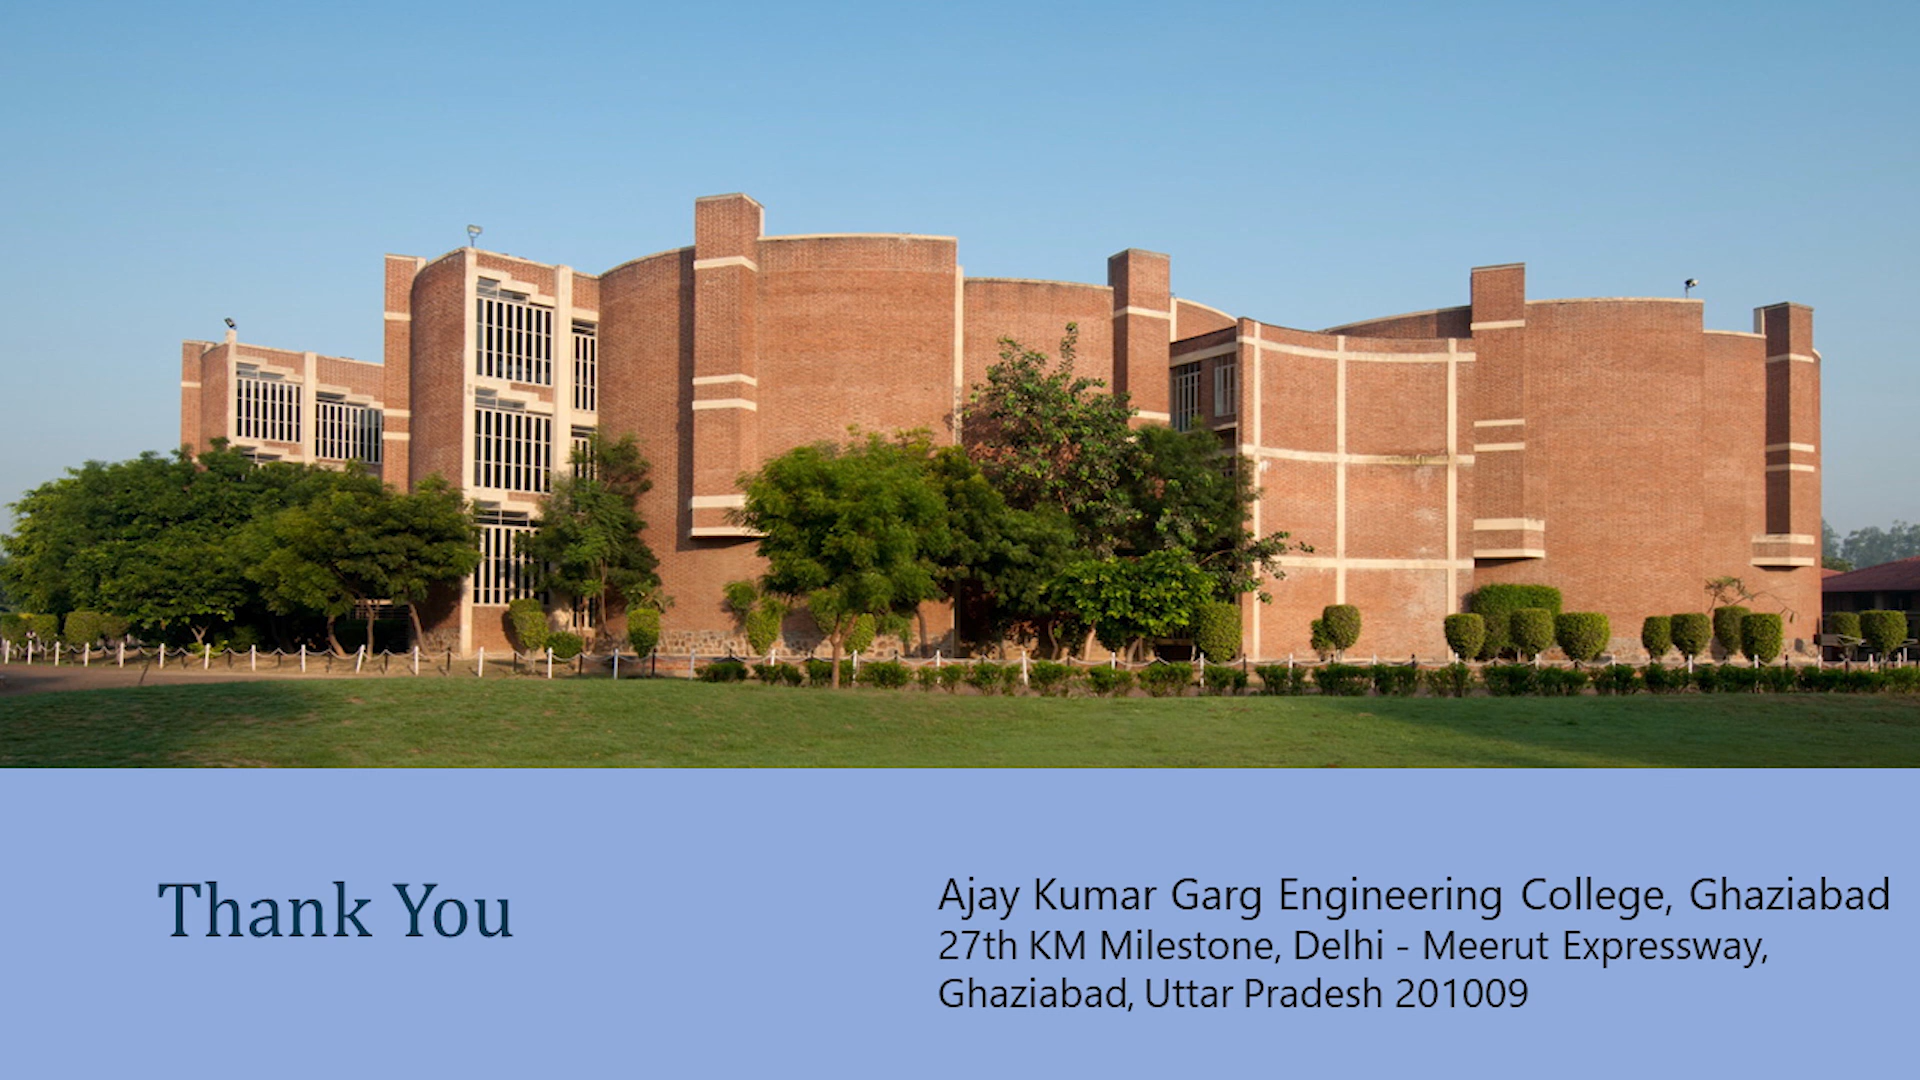 Thank You
Ajay Kumar Garg Engineering College, Ghaziabad
27th KM Milestone, Delhi - Meerut Expressway,
Ghaziabad, Uttar Pradesh 201009